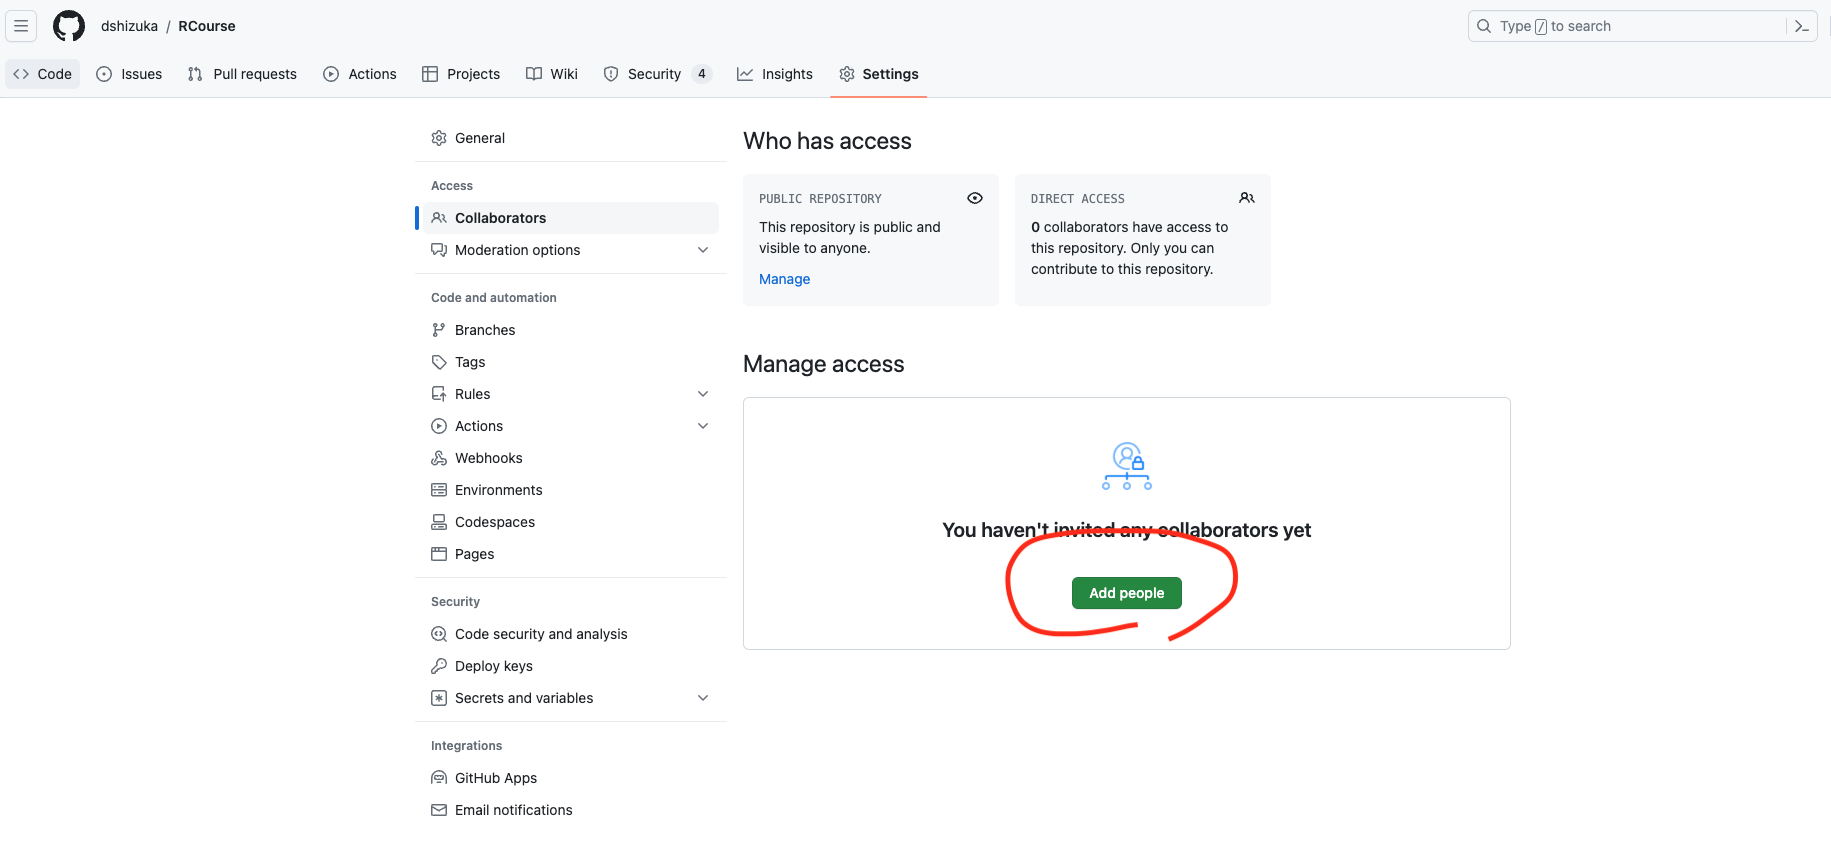 dshizuka / RCourse
Type / to search
Code Issues Pull requests Actions Projects Wiki Security 4 Insights Settings
General
Access
Collaborators
Moderation options
Code and automation
Branches
Tags
Rules
Actions
Webhooks
Environments
Codespaces
Pages
Security
Code security and analysis
Deploy keys
Secrets and variables
Integrations
GitHub Apps
Email notifications
Who has access
PUBLIC REPOSITORY
This repository is public and
visible to anyone.
Manage
DIRECT ACCESS
0 collaborators have access to
this repository. Only you can
contribute to this repository.
Manage access
You haven't invited any collaborators yet
Add people